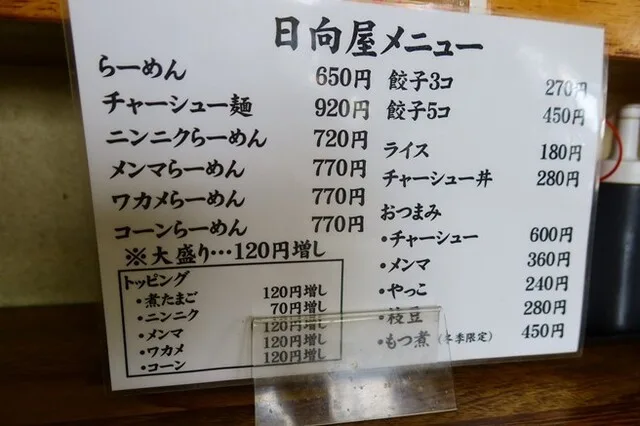 日向屋メニュー
らーめん 650円
チャーシュー麺 920円
ニンニクらーめん 720円
メンマらーめん 770円
ワカメらーめん 770円
コーンらーめん 770円
※大盛り…120円増し
トッピング
・煮たまご 120円増し
・ニンニク 70円増し
・メンマ 120円増し
・ワカメ 120円増し
・コーン 120円増し
餃子3コ 270円
餃子5コ 450円
ライス 180円
チャーシュー丼 280円
おつまみ
・チャーシュー 600円
・メンマ 360円
・やっこ 240円
・枝豆 280円
・もつ煮(冬季限定) 450円